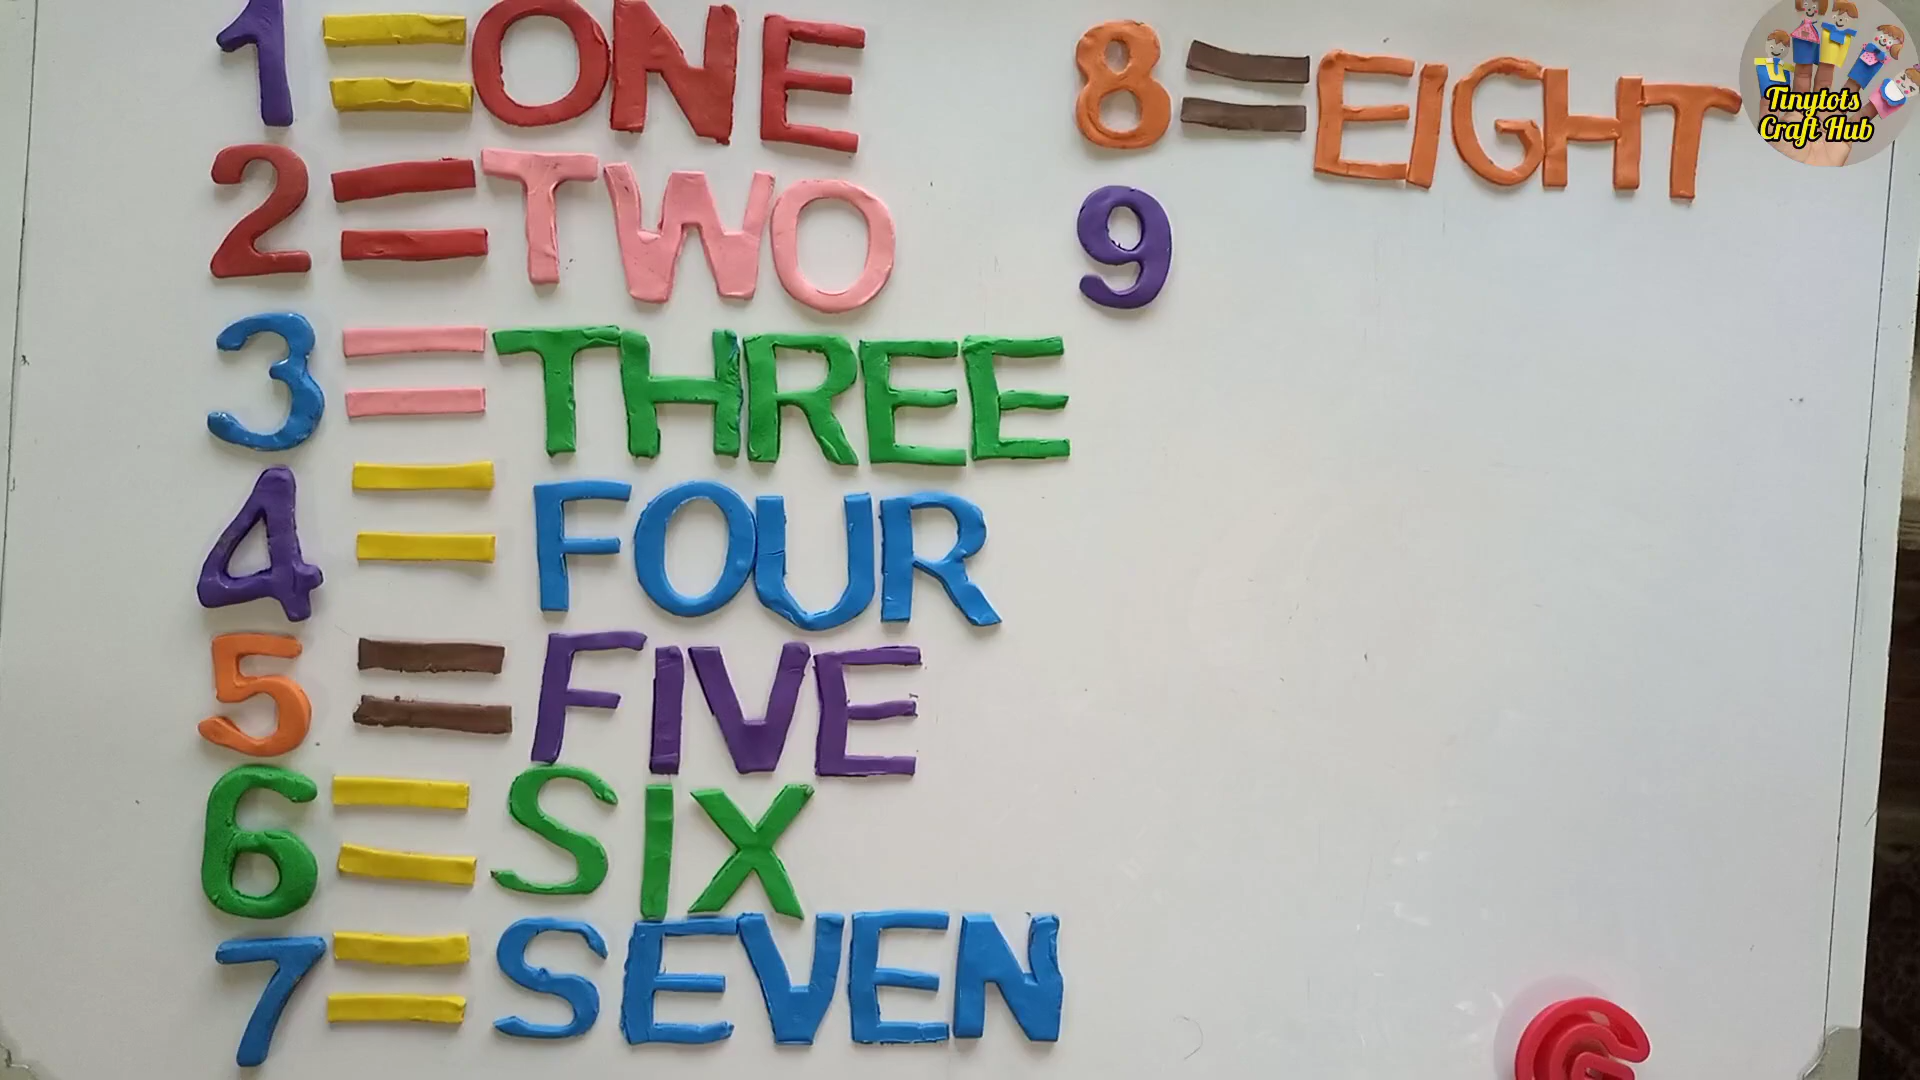 1 = ONE
2 = TWO
3 = THREE
4 = FOUR
5 = FIVE
6 = SIX
7 = SEVEN
8 = EIGHT
9
Tinytots
Craft Hub